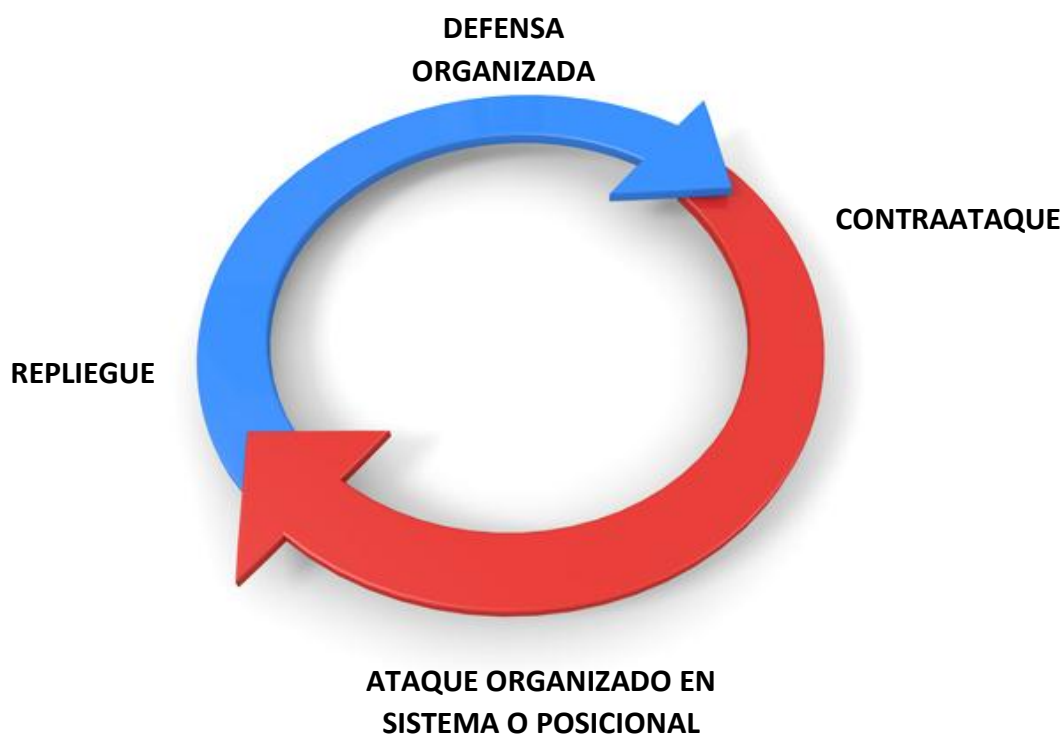 DEFENSA
ORGANIZADA
CONTRAATAQUE
REPLIEGUE
ATAQUE ORGANIZADO EN
SISTEMA O POSICIONAL